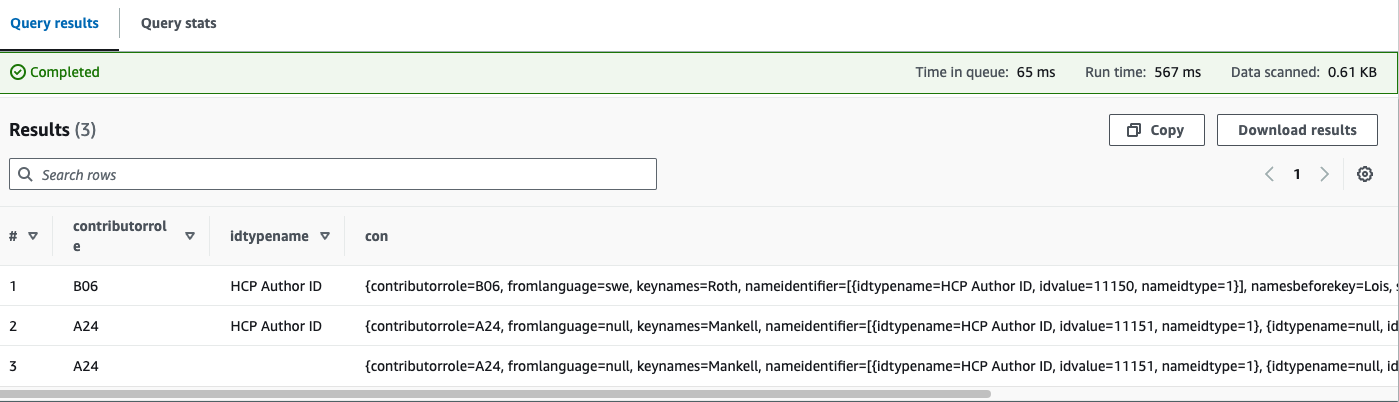 Query results Query stats
Completed Time in queue: 65 ms Run time: 567 ms Data scanned: 0.61 KB
Results (3) Copy Download results
Search rows 1
# contributorrol
e idtypename con
1 B06 HCP Author ID {contributorrole=B06, fromlanguage=swe, keynames=Roth, nameidentifier=[{idtypename=HCP Author ID, idvalue=11150, nameidtype=1}], namesbeforekey=Lois, s
2 A24 HCP Author ID {contributorrole=A24, fromlanguage=null, keynames=Mankell, nameidentifier=[{idtypename=HCP Author ID, idvalue=11151, nameidtype=1}, {idtypename=null, id
3 A24 {contributorrole=A24, fromlanguage=null, keynames=Mankell, nameidentifier=[{idtypename=HCP Author ID, idvalue=11151, nameidtype=1}, {idtypename=null, id